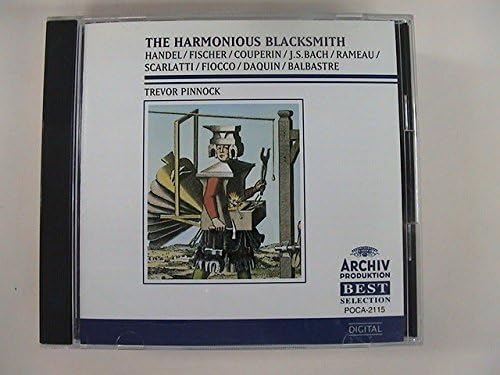 THE HARMONIOUS BLACKSMITH
HANDEL/FISCHER/COUPERIN/J.S.BACH/RAMEAU/
SCARLATTI/FIOCCO/DAQUIN/BALBASTRE
TREVOR PINNOCK
ARCHIV
PRODUKTION
BEST
SELECTION
POCA-2115
DIGITAL